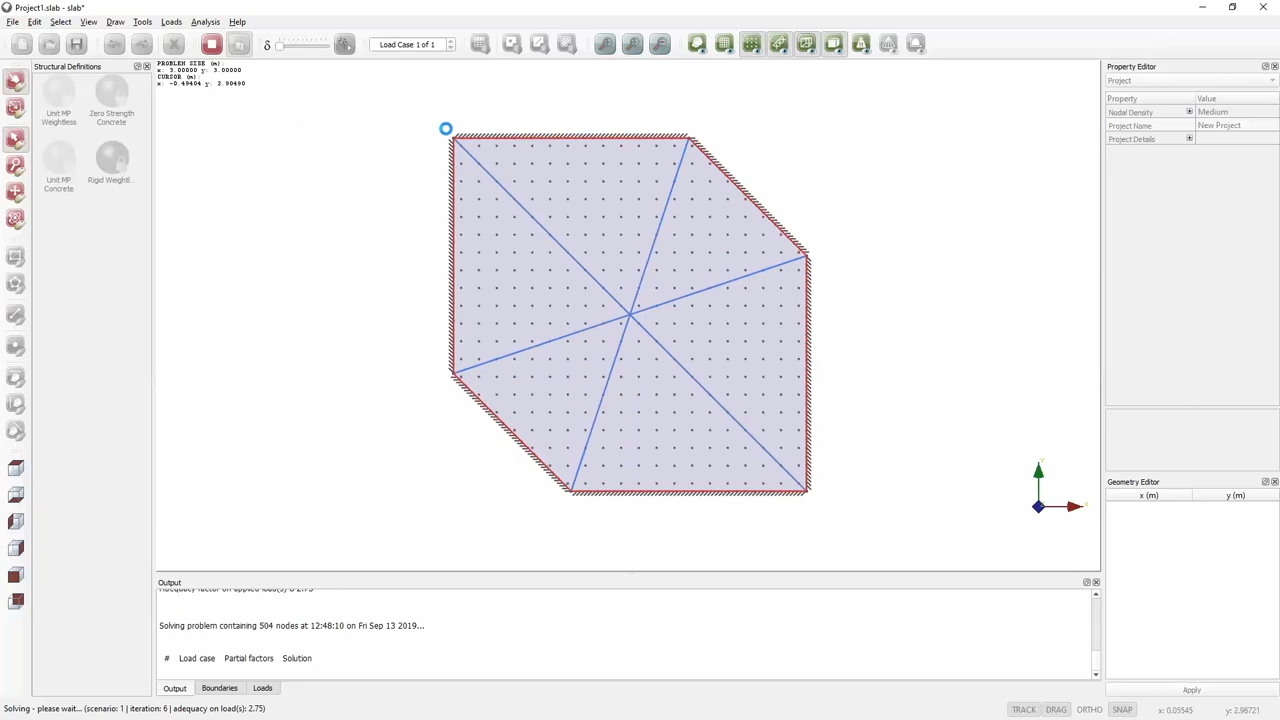 Project1.slab - slab*
File Edit Select View Draw Tools Loads Analysis Help
δ Load Case 1 of 1
Structural Definitions
Unit MP Weightless
Zero Strength Concrete
Unit MP Concrete
Rigid Weightl...
PROBLEM SIZE (m):
x: 3.00000 y: 3.00000
CURSOR (m):
x: -0.49404 y: 2.90490
Property Editor
Project
Property Value
Nodal Density Medium
Project Name New Project
Project Details
Geometry Editor
x (m) y (m)
Apply
Output
Adequacy factor on applied load(s) 
Solving problem containing 504 nodes at 12:48:10 on Fri Sep 13 2019...
# Load case Partial factors Solution
Output Boundaries Loads
Solving - please wait... (scenario: 1 | iteration: 6 | adequacy on load(s): 2.75)
TRACK DRAG ORTHO SNAP x: 0.05545 y: 2.96721